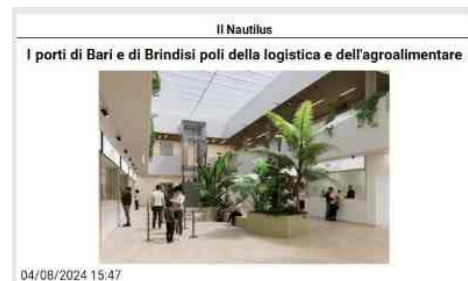 Il Nautilus
I porti di Bari e di Brindisi poli della logistica e dell'agroalimentare
04/08/2024 15:47